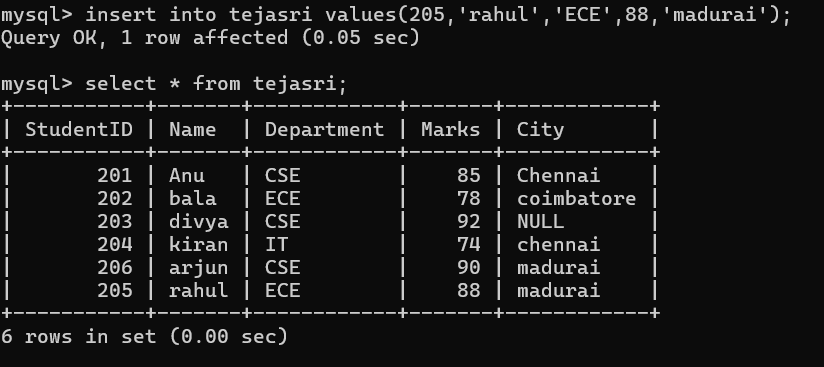 mysql> insert into tejasri values(205,'rahul','ECE',88,'madurai');
Query OK, 1 row affected (0.05 sec)

mysql> select * from tejasri;
+-----------+-------+------------+-------+------------+
| StudentID | Name  | Department | Marks | City       |
+-----------+-------+------------+-------+------------+
|       201 | Anu   | CSE        |    85 | Chennai    |
|       202 | bala  | ECE        |    78 | coimbatore |
|       203 | divya | CSE        |    92 | NULL       |
|       204 | kiran | IT         |    74 | chennai    |
|       206 | arjun | CSE        |    90 | madurai    |
|       205 | rahul | ECE        |    88 | madurai    |
+-----------+-------+------------+-------+------------+
6 rows in set (0.00 sec)